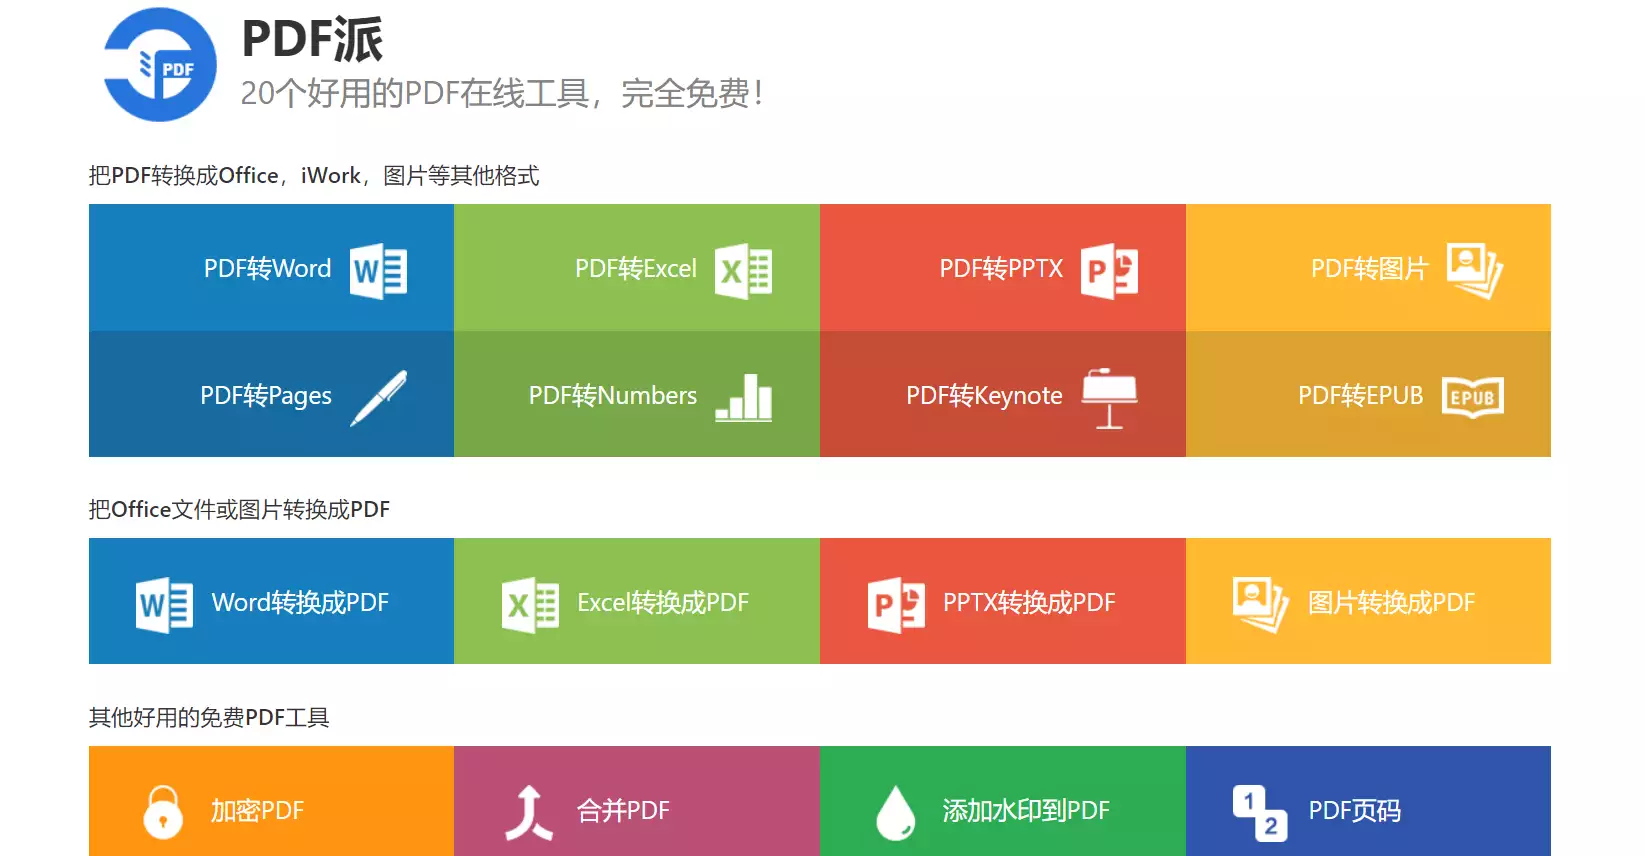 PDF
PDF派
20个好用的PDF在线工具，完全免费！
把PDF转换成Office，iWork，图片等其他格式
PDF转Word W
PDF转Excel X
PDF转PPTX P
PDF转图片
PDF转Pages
PDF转Numbers
PDF转Keynote
PDF转EPUB EPUB
把Office文件或图片转换成PDF
W Word转换成PDF
X Excel转换成PDF
P PPTX转换成PDF
图片转换成PDF
其他好用的免费PDF工具
加密PDF
合并PDF
添加水印到PDF
1 2 PDF页码